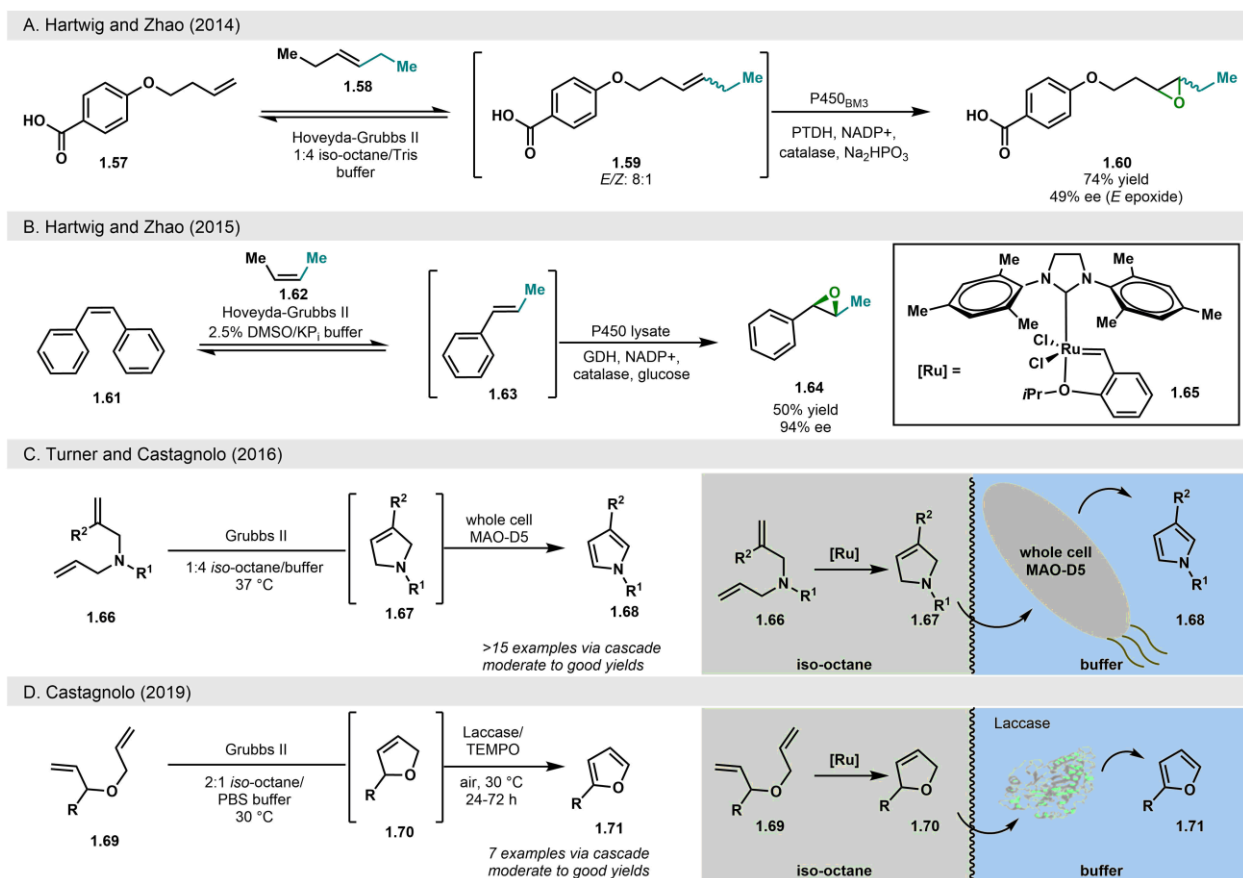 A. Hartwig and Zhao (2014)
Me
Me
1.58
Hoveyda-Grubbs II
1:4 iso-octane/Tris
buffer
O
HO
O
1.57
O
Me
HO
O
1.59
E/Z: 8:1
P450BM3
PTDH, NADP+,
catalase, Na2HPO3
O
Me
O
HO
O
1.60
74% yield
49% ee (E epoxide)
B. Hartwig and Zhao (2015)
1.61
Me
Me
1.62
Hoveyda-Grubbs II
2.5% DMSO/KPi buffer
Me
1.63
P450 lysate
GDH, NADP+,
catalase, glucose
O
Me
1.64
50% yield
94% ee
[Ru] =
Me
Me
Me
N
N
Me
Me
Me
Cl
Cl
Ru
iPr
O
1.65
C. Turner and Castagnolo (2016)
R2
N
R1
1.66
Grubbs II
1:4 iso-octane/buffer
37 °C
R2
N
R1
1.67
whole cell
MAO-D5
R2
N
R1
1.68
>15 examples via cascade
moderate to good yields
R2
N
R1
1.66
[Ru]
R2
N
R1
1.67
iso-octane
whole cell
MAO-D5
R2
N
R1
1.68
buffer
D. Castagnolo (2019)
O
R
1.69
Grubbs II
2:1 iso-octane/
PBS buffer
30 °C
O
R
1.70
Laccase/
TEMPO
air, 30 °C
24-72 h
O
R
1.71
7 examples via cascade
moderate to good yields
O
R
1.69
[Ru]
O
R
1.70
iso-octane
Laccase
O
R
1.71
buffer